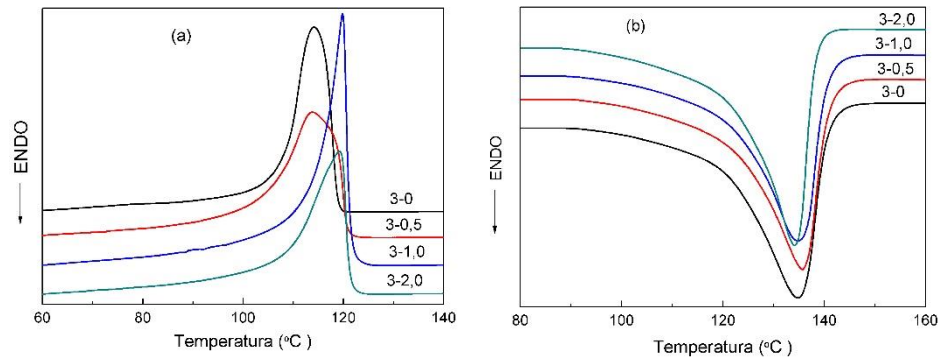 (a)
ENDO
3-0
3-0,5
3-1,0
3-2,0
60 80 100 120 140
Temperatura (°C )
(b)
ENDO
3-2,0
3-1,0
3-0,5
3-0
80 100 120 140 160
Temperatura (°C )